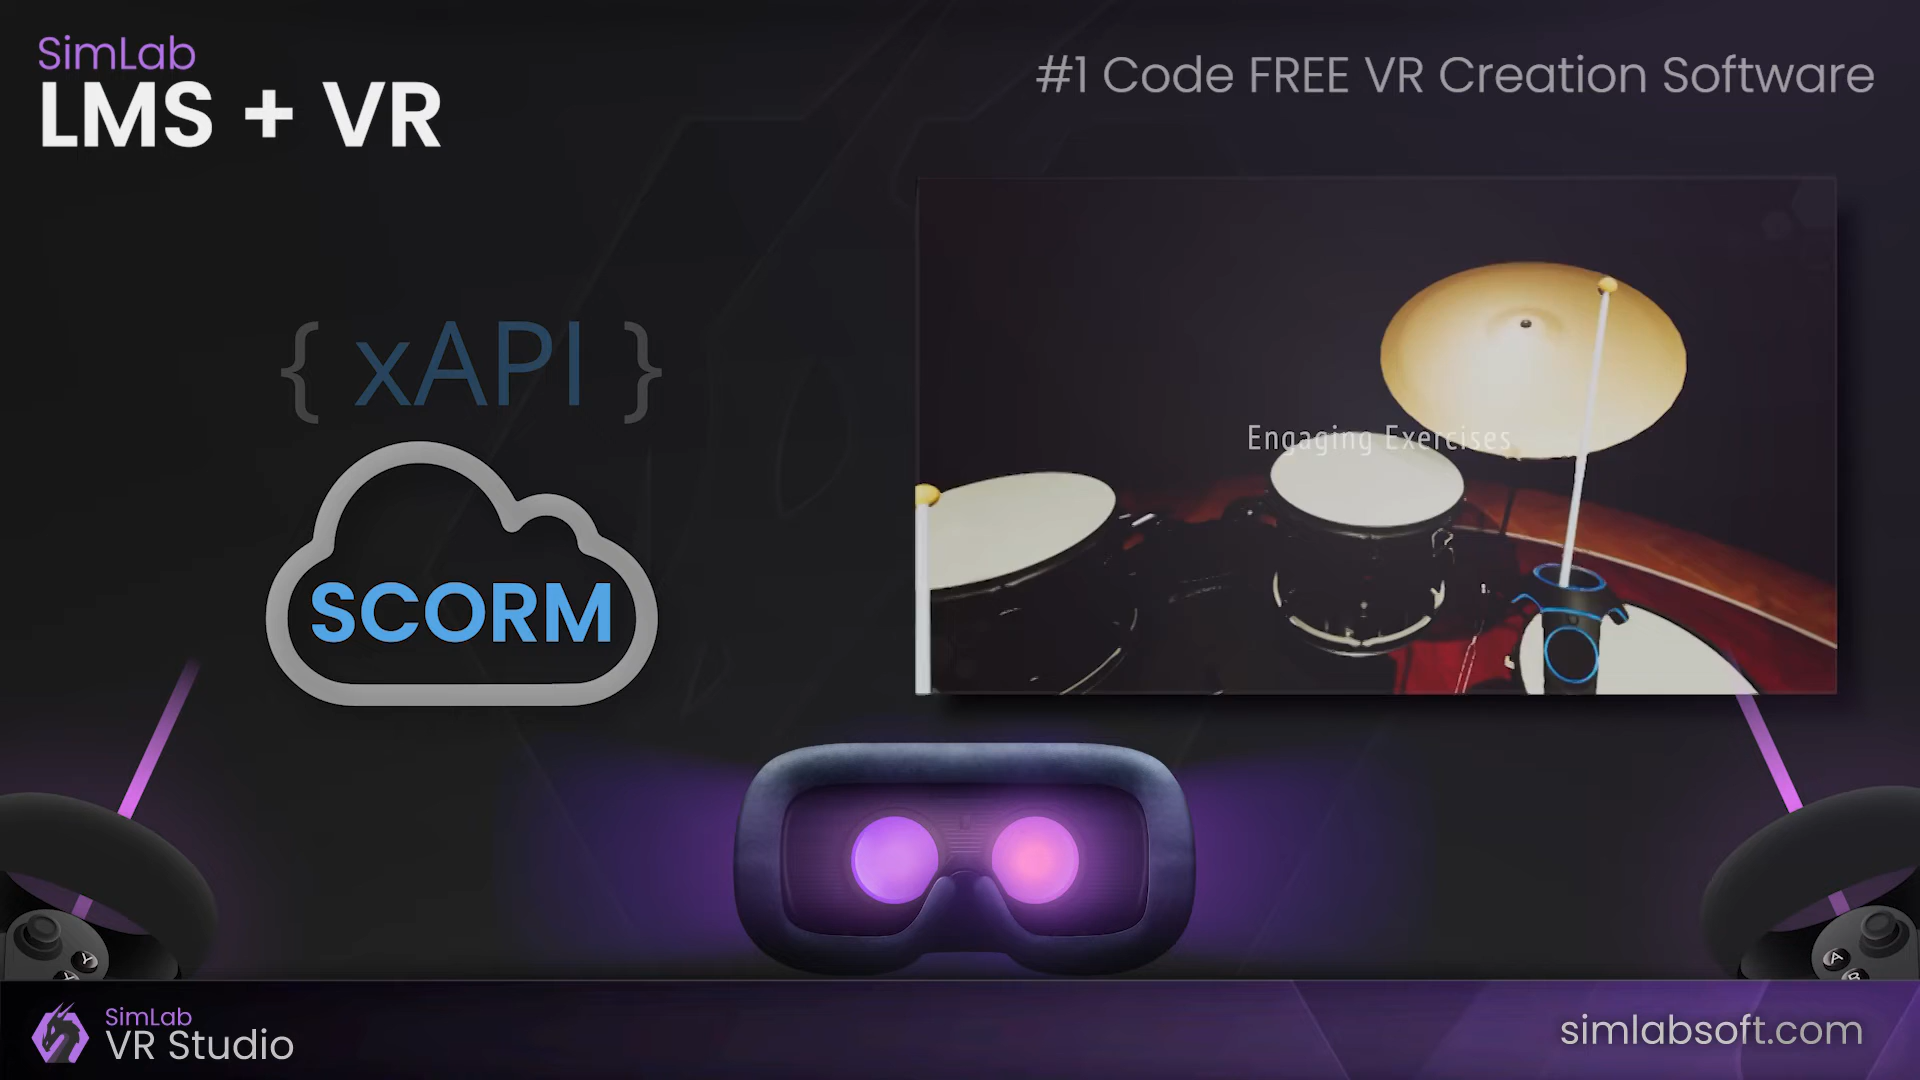 SimLab
LMS + VR
#1 Code FREE VR Creation Software
{ xAPI }
SCORM
Engaging Exercises
Y
X
A
B
SimLab
VR Studio
simlabsoft.com